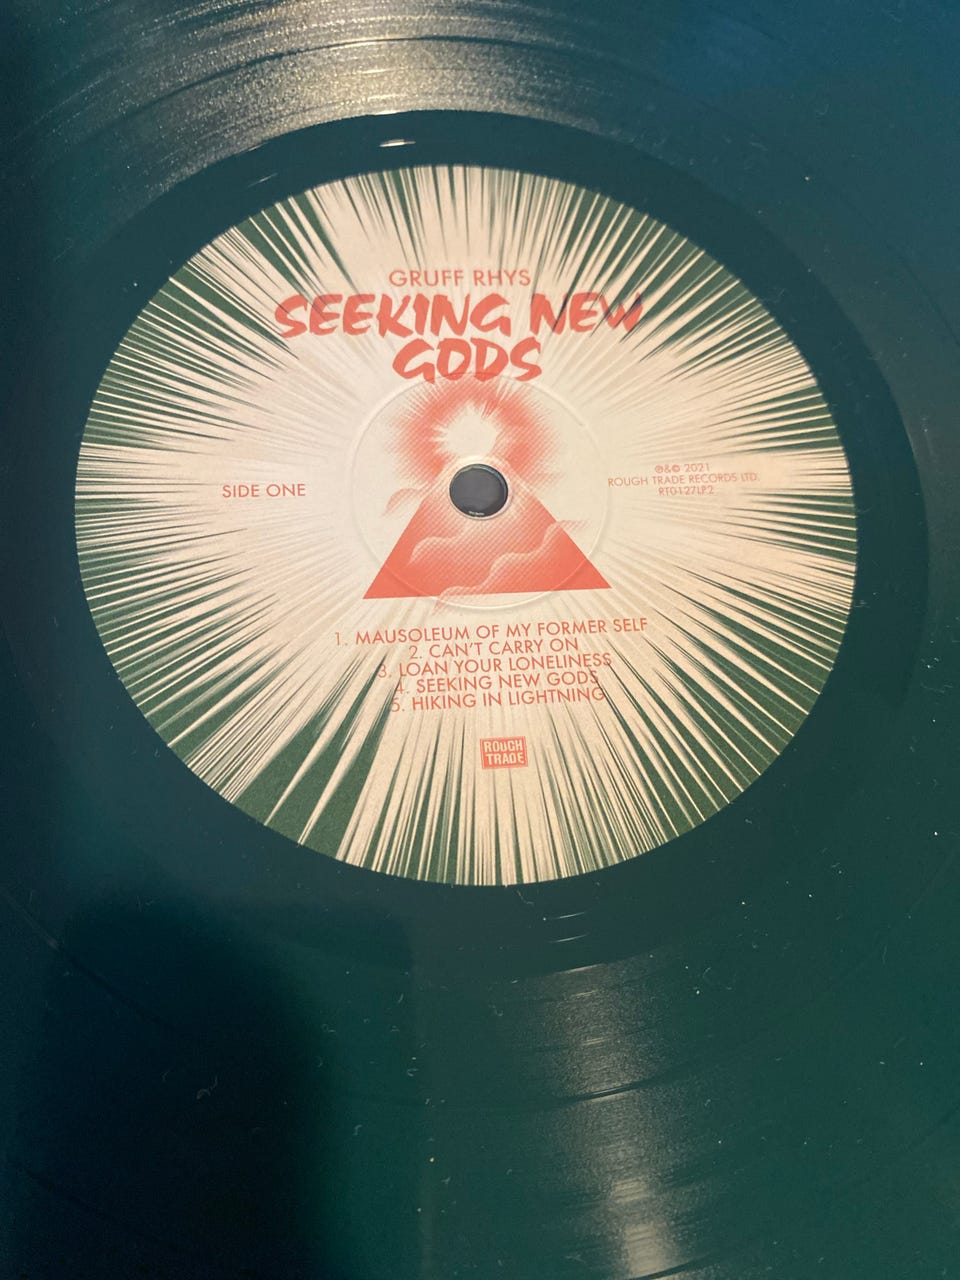 GRUFF RHYS
SEEKING NEW
GODS
SIDE ONE
℗&© 2021
ROUGH TRADE RECORDS LTD.
RT0127LP2
1. MAUSOLEUM OF MY FORMER SELF
2. CAN'T CARRY ON
3. LOAN YOUR LONELINESS
4. SEEKING NEW GODS
5. HIKING IN LIGHTNING
ROUGH
TRADE